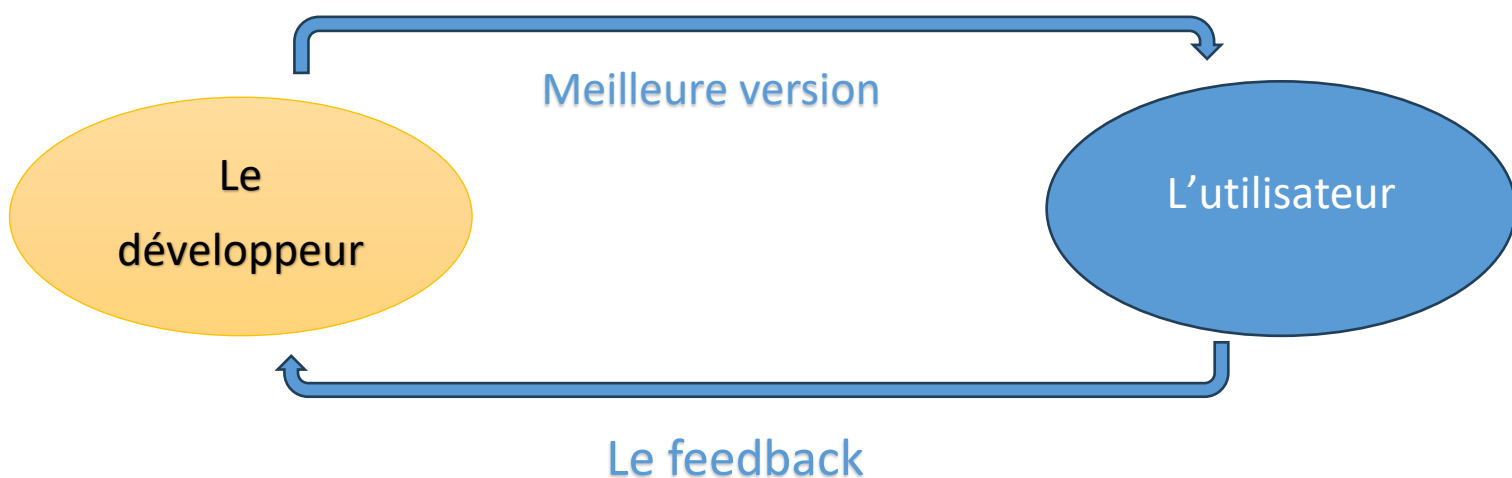 Meilleure version
Le
développeur
L’utilisateur
Le feedback